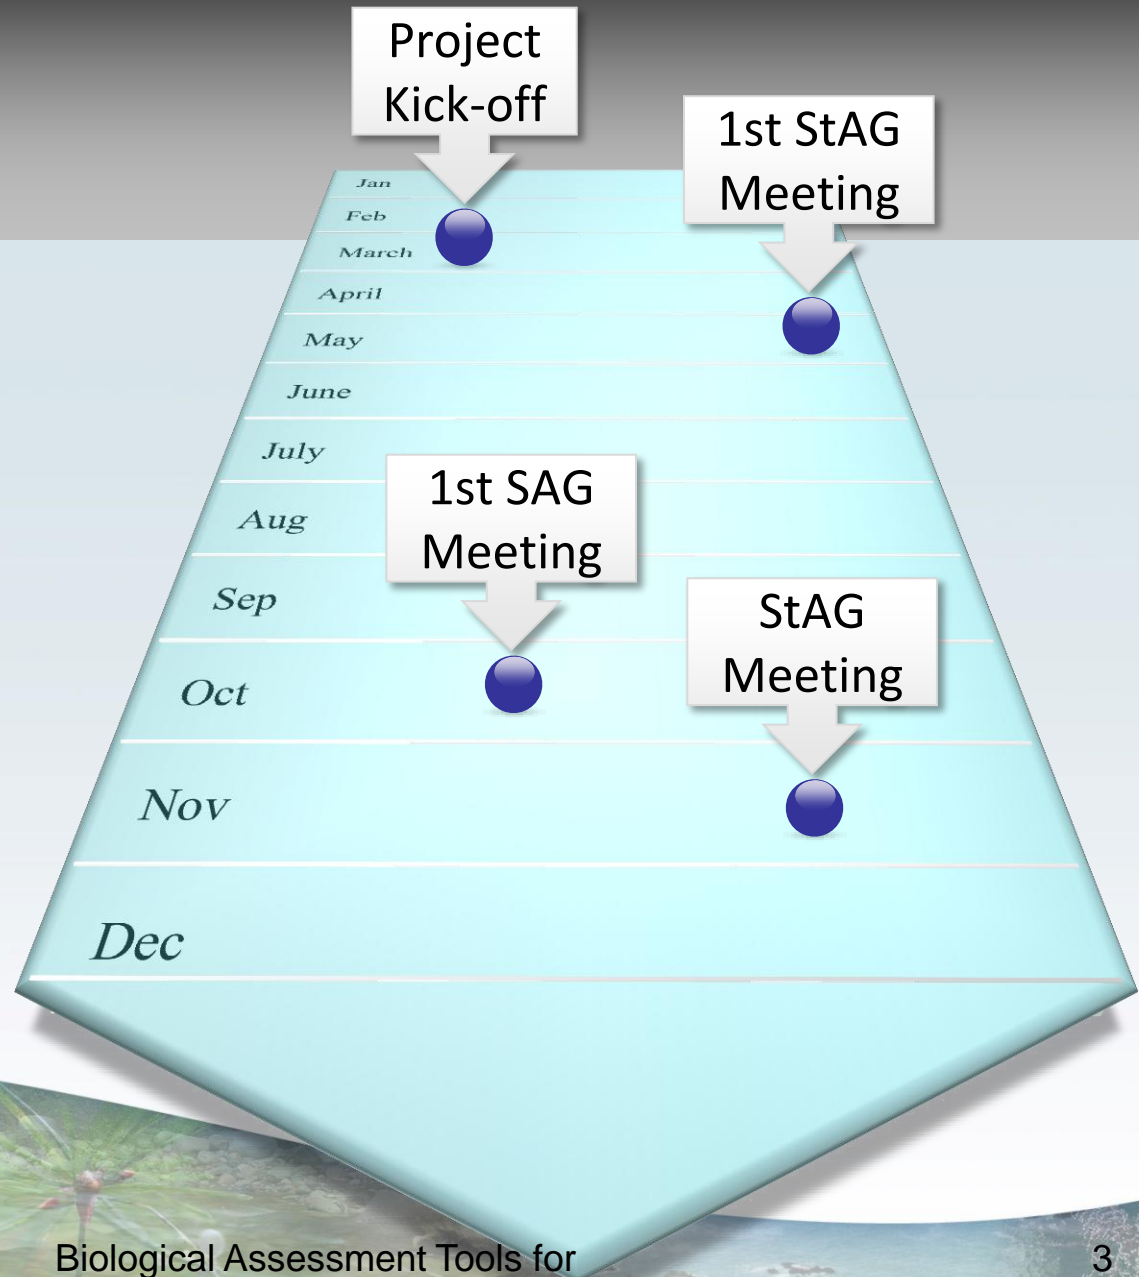 Project
Kick-off
1st StAG
Meeting
Jan
Feb
March
April
May
June
July
1st SAG
Meeting
Aug
Sep
StAG
Meeting
Oct
Nov
Dec
Biological Assessment Tools for
3